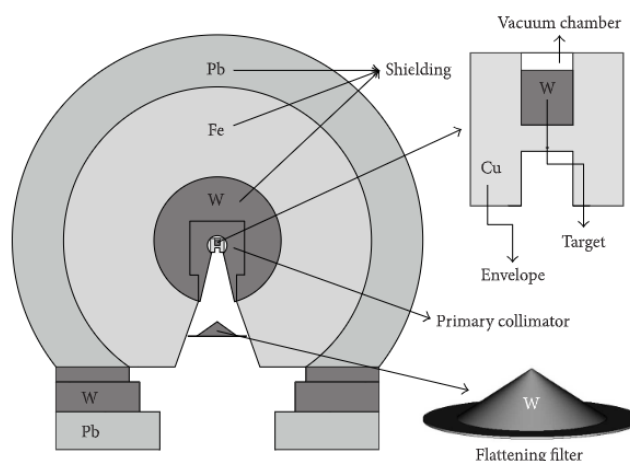 Vacuum chamber
Pb
Shielding
W
Fe
W
Cu
Target
Envelope
Primary collimator
W
W
Pb
Flattening filter